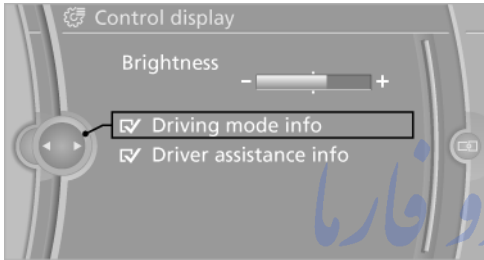 Control display
Brightness
- +
Driving mode info
Driver assistance info